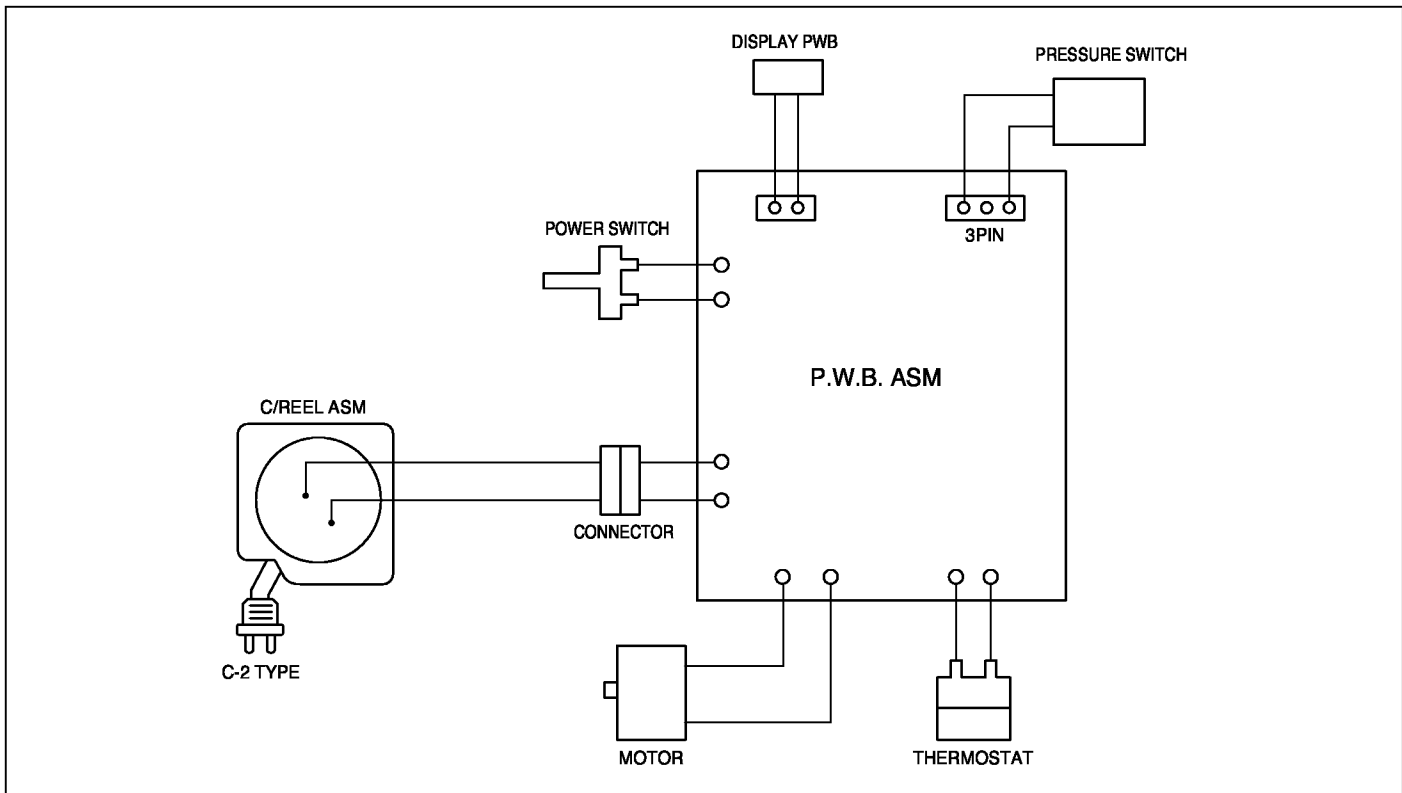 DISPLAY PWB
PRESSURE SWITCH
POWER SWITCH
3PIN
P.W.B. ASM
C/REEL ASM
CONNECTOR
C-2 TYPE
MOTOR
THERMOSTAT